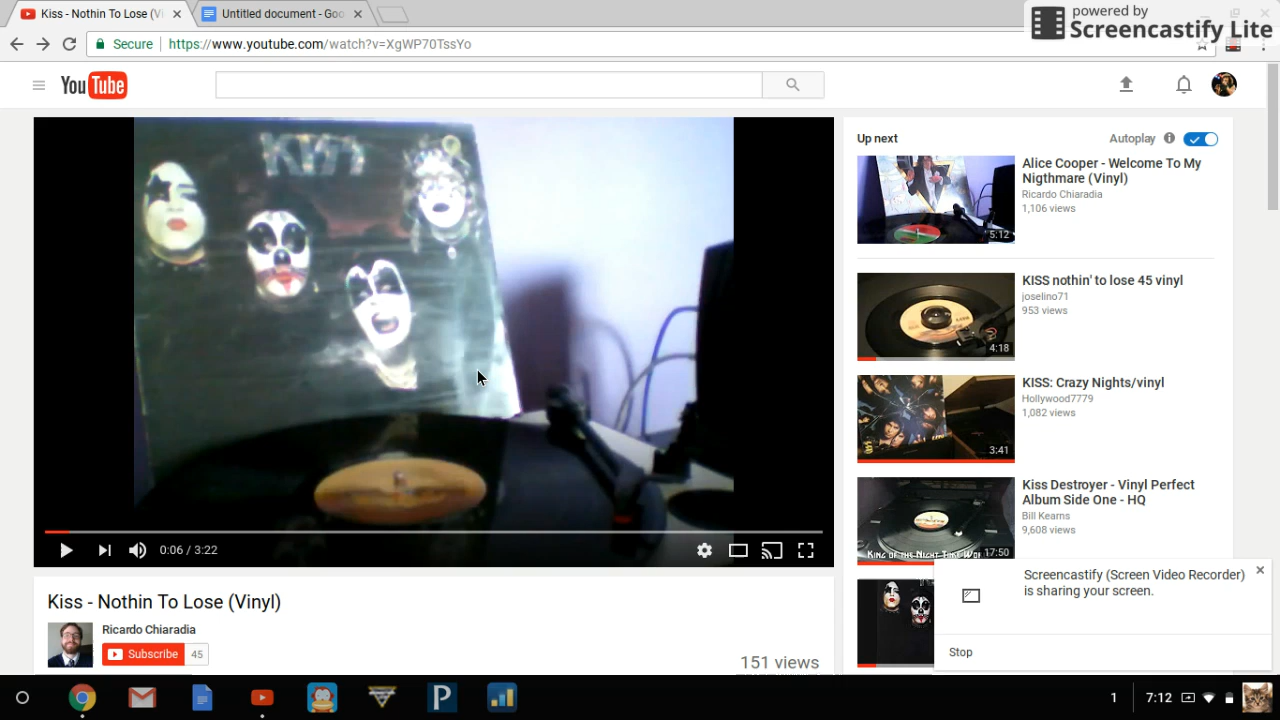 Kiss - Nothin To Lose (Vi
Untitled document - Goo
powered by
Screencastify Lite
Secure
https://www.youtube.com/watch?v=XgWP70TssYo
YouTube
KISS
Up next
Autoplay
Alice Cooper - Welcome To My
Nigthmare (Vinyl)
Ricardo Chiaradia
1,106 views
5:12
KISS nothin' to lose 45 vinyl
joselino71
953 views
4:18
KISS: Crazy Nights/vinyl
Hollywood7779
1,082 views
3:41
Kiss Destroyer - Vinyl Perfect
Album Side One - HQ
Bill Kearns
9,608 views
17:50
0:06 / 3:22
Screencastify (Screen Video Recorder)
is sharing your screen.
Stop
Kiss - Nothin To Lose (Vinyl)
Ricardo Chiaradia
Subscribe 45
151 views
P
1
7:12